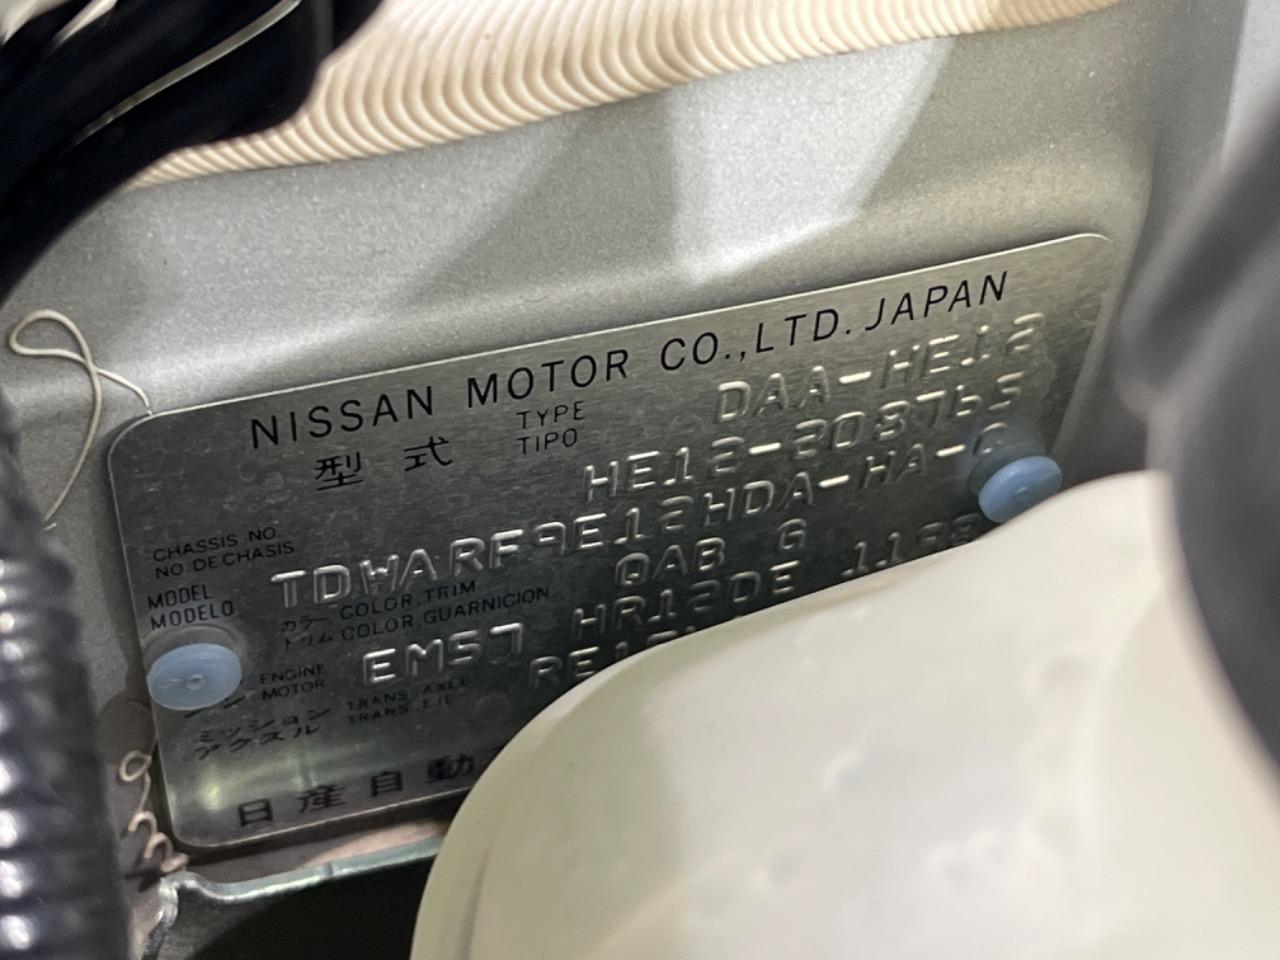 NISSAN MOTOR CO.,LTD. JAPAN
型式 TYPE TIPO DAA-HE12
CHASSIS NO. NO. DE CHASIS HE12-208765
MODEL MODELO TDWARF9E12HDA-HA-
カラー トリム COLOR,TRIM COLOR,GUARNICION QAB G
ENGINE MOTOR EM57 HR12DE 1198
ミッション アクスル TRANS. AXLE TRANS. EJE
日産自動